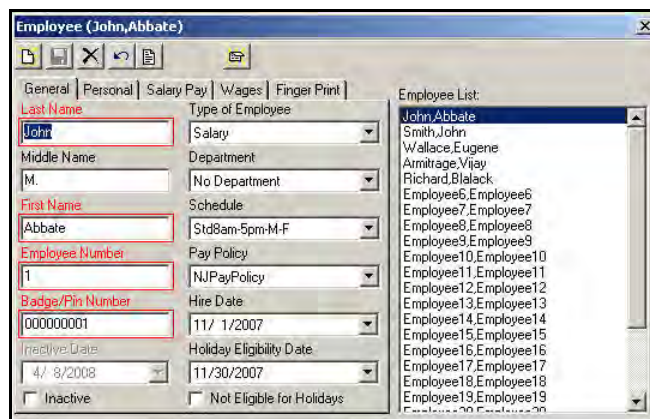 Employee (John,Abbate)
General Personal Salary Pay Wages Finger Print
Last Name
John
Middle Name
M.
First Name
Abbate
Employee Number
1
Badge/Pin Number
000000001
Inactive Date
4/ 8/2008
Inactive
Type of Employee
Salary
Department
No Department
Schedule
Std8am-5pm-M-F
Pay Policy
NJPayPolicy
Hire Date
11/ 1/2007
Holiday Eligibility Date
11/30/2007
Not Eligible for Holidays
Employee List:
John,Abbate
Smith,John
Wallace,Eugene
Armitrage,Vijay
Richard,Blalack
Employee6,Employee6
Employee7,Employee7
Employee8,Employee8
Employee9,Employee9
Employee10,Employee10
Employee11,Employee11
Employee12,Employee12
Employee13,Employee13
Employee14,Employee14
Employee15,Employee15
Employee16,Employee16
Employee17,Employee17
Employee18,Employee18
Employee19,Employee19